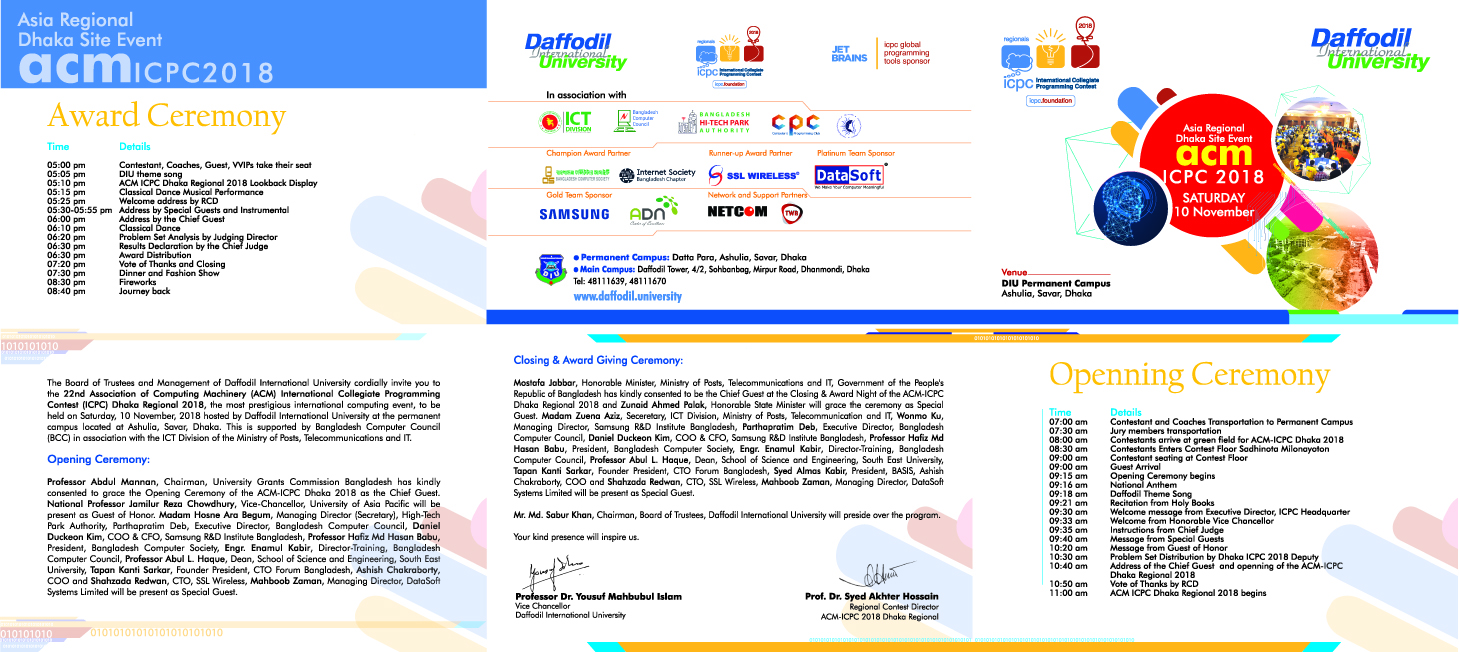 Asia Regional
Dhaka Site Event
acm ICPC2018
Award Ceremony
Time Details
05:00 pm Contestant, Coaches, Guest, VVIPs take their seat
05:05 pm DIU theme song
05:10 pm ACM ICPC Dhaka Regional 2018 Lookback Display
05:15 pm Classical Dance Musical Performance
05:25 pm Welcome address by RCD
05:30-05:55 pm Address by Special Guests and Instrumental
06:00 pm Address by the Chief Guest
06:10 pm Classical Dance
06:20 pm Problem Set Analysis by Judging Director
06:30 pm Results Declaration by the Chief Judge
06:30 pm Award Distribution
07:20 pm Vote of Thanks and Closing
07:30 pm Dinner and Fashion Show
08:30 pm Fireworks
08:40 pm Journey back
Daffodil
International
University
regionals
2018
icpc International Collegiate
Programming Contest
icpc.foundation
JET
BRAINS
icpc global
programming
tools sponsor
In association with
ICT
DIVISION
Bangladesh
Computer
Council
BANGLADESH
HI-TECH PARK
AUTHORITY
cpc
Champion Award Partner
BANGLADESH COMPUTER SOCIETY
Internet Society
Bangladesh Chapter
Runner-up Award Partner
SSL WIRELESS
Platinum Team Sponsor
DataSoft
We Make Your Computer Meaningful
Gold Team Sponsor
SAMSUNG
ADN
Network and Support Partners
NETCOM
TWB
DIU
Permanent Campus: Datta Para, Ashulia, Savar, Dhaka
Main Campus: Daffodil Tower, 4/2, Sohbanbag, Mirpur Road, Dhanmondi, Dhaka
Tel: 48111639, 48111670
www.daffodil.university
regionals
2018
icpc International Collegiate
Programming Contest
icpc.foundation
Daffodil
International
University
Asia Regional
Dhaka Site Event
acm
ICPC 2018
SATURDAY
10 November
Venue
DIU Permanent Campus
Ashulia, Savar, Dhaka
1010101010
The Board of Trustees and Management of Daffodil International University cordially invite you to
the 22nd Association of Computing Machinery (ACM) International Collegiate Programming
Contest (ICPC) Dhaka Regional 2018, the most prestigious international computing event, to be
held on Saturday, 10 November, 2018 hosted by Daffodil International University at the permanent
campus located at Ashulia, Savar, Dhaka. This is supported by Bangladesh Computer Council
(BCC) in association with the ICT Division of the Ministry of Posts, Telecommunications and IT.
Opening Ceremony:
Professor Abdul Mannan, Chairman, University Grants Commission Bangladesh has kindly
consented to grace the Opening Ceremony of the ACM-ICPC Dhaka 2018 as the Chief Guest.
National Professor Jamilur Reza Chowdhury, Vice-Chancellor, University of Asia Pacific will be
present as Guest of Honor. Madam Hosne Ara Begum, Managing Director (Secretary), High-Tech
Park Authority, Parthapratim Deb, Executive Director, Bangladesh Computer Council, Daniel
Duckeon Kim, COO & CFO, Samsung R&D Institute Bangladesh, Professor Hafiz Md Hasan Babu,
President, Bangladesh Computer Society, Engr. Enamul Kabir, Director-Training, Bangladesh
Computer Council, Professor Abul L. Haque, Dean, School of Science and Engineering, South East
University, Tapan Kanti Sarkar, Founder President, CTO Forum Bangladesh, Ashish Chakraborty,
COO and Shahzada Redwan, CTO, SSL Wireless, Mahboob Zaman, Managing Director, DataSoft
Systems Limited will be present as Special Guest.
010101010
01010101010101010101010
Closing & Award Giving Ceremony:
Mostafa Jabbar, Honorable Minister, Ministry of Posts, Telecommunications and IT, Government of the People's
Republic of Bangladesh has kindly consented to be the Chief Guest at the Closing & Award Night of the ACM-ICPC
Dhaka Regional 2018 and Zunaid Ahmed Palak, Honorable State Minister will grace the ceremony as Special
Guest. Madam Zuena Aziz, Secretary, ICT Division, Ministry of Posts, Telecommunication and IT, Wonmo Ku,
Managing Director, Samsung R&D Institute Bangladesh, Parthapratim Deb, Executive Director, Bangladesh
Computer Council, Daniel Duckeon Kim, COO & CFO, Samsung R&D Institute Bangladesh, Professor Hafiz Md
Hasan Babu, President, Bangladesh Computer Society, Engr. Enamul Kabir, Director-Training, Bangladesh
Computer Council, Professor Abul L. Haque, Dean, School of Science and Engineering, South East University,
Tapan Kanti Sarkar, Founder President, CTO Forum Bangladesh, Syed Almas Kabir, President, BASIS, Ashish
Chakraborty, COO and Shahzada Redwan, CTO, SSL Wireless, Mahboob Zaman, Managing Director, DataSoft
Systems Limited will be present as Special Guest.
Mr. Md. Sabur Khan, Chairman, Board of Trustees, Daffodil International University will preside over the program.
Your kind presence will inspire us.
Professor Dr. Yousuf Mahbubul Islam
Vice Chancellor
Daffodil International University
Prof. Dr. Syed Akhter Hossain
Regional Contest Director
ACM-ICPC 2018 Dhaka Regional
Openning Ceremony
Time Details
07:00 am Contestant and Coaches Transportation to Permanent Campus
07:30 am Jury members transportation
08:00 am Contestants arrive at green field for ACM-ICPC Dhaka 2018
08:30 am Contestants Enters Contest Floor Sadhinota Milonayoton
09:00 am Contestant seating at Contest Floor
09:00 am Guest Arrival
09:15 am Opening Ceremony begins
09:16 am National Anthem
09:18 am Daffodil Theme Song
09:21 am Recitation from Holy Books
09:30 am Welcome message from Executive Director, ICPC Headquarter
09:33 am Welcome from Honorable Vice Chancellor
09:35 am Instructions from Chief Judge
09:40 am Message from Special Guests
10:20 am Message from Guest of Honor
10:30 am Problem Set Distribution by Dhaka ICPC 2018 Deputy
10:40 am Address of the Chief Guest and openning of the ACM-ICPC
Dhaka Regional 2018
10:50 am Vote of Thanks by RCD
11:00 am ACM ICPC Dhaka Regional 2018 begins